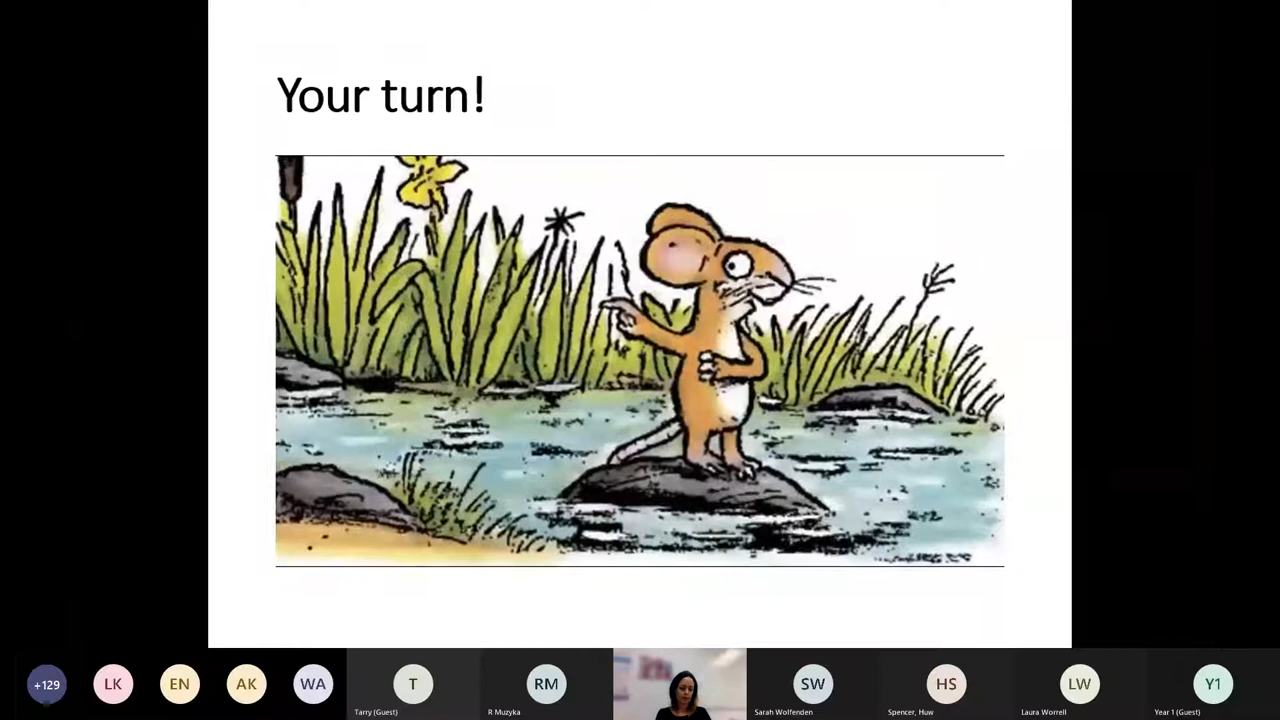 Your turn!
+129
LK
EN
AK
WA
T
RM
SW
HS
LW
Y1
Tarry (Guest)
R Muzyka
Sarah Wolfenden
Spencer, Huw
Laura Worrell
Year 1 (Guest)